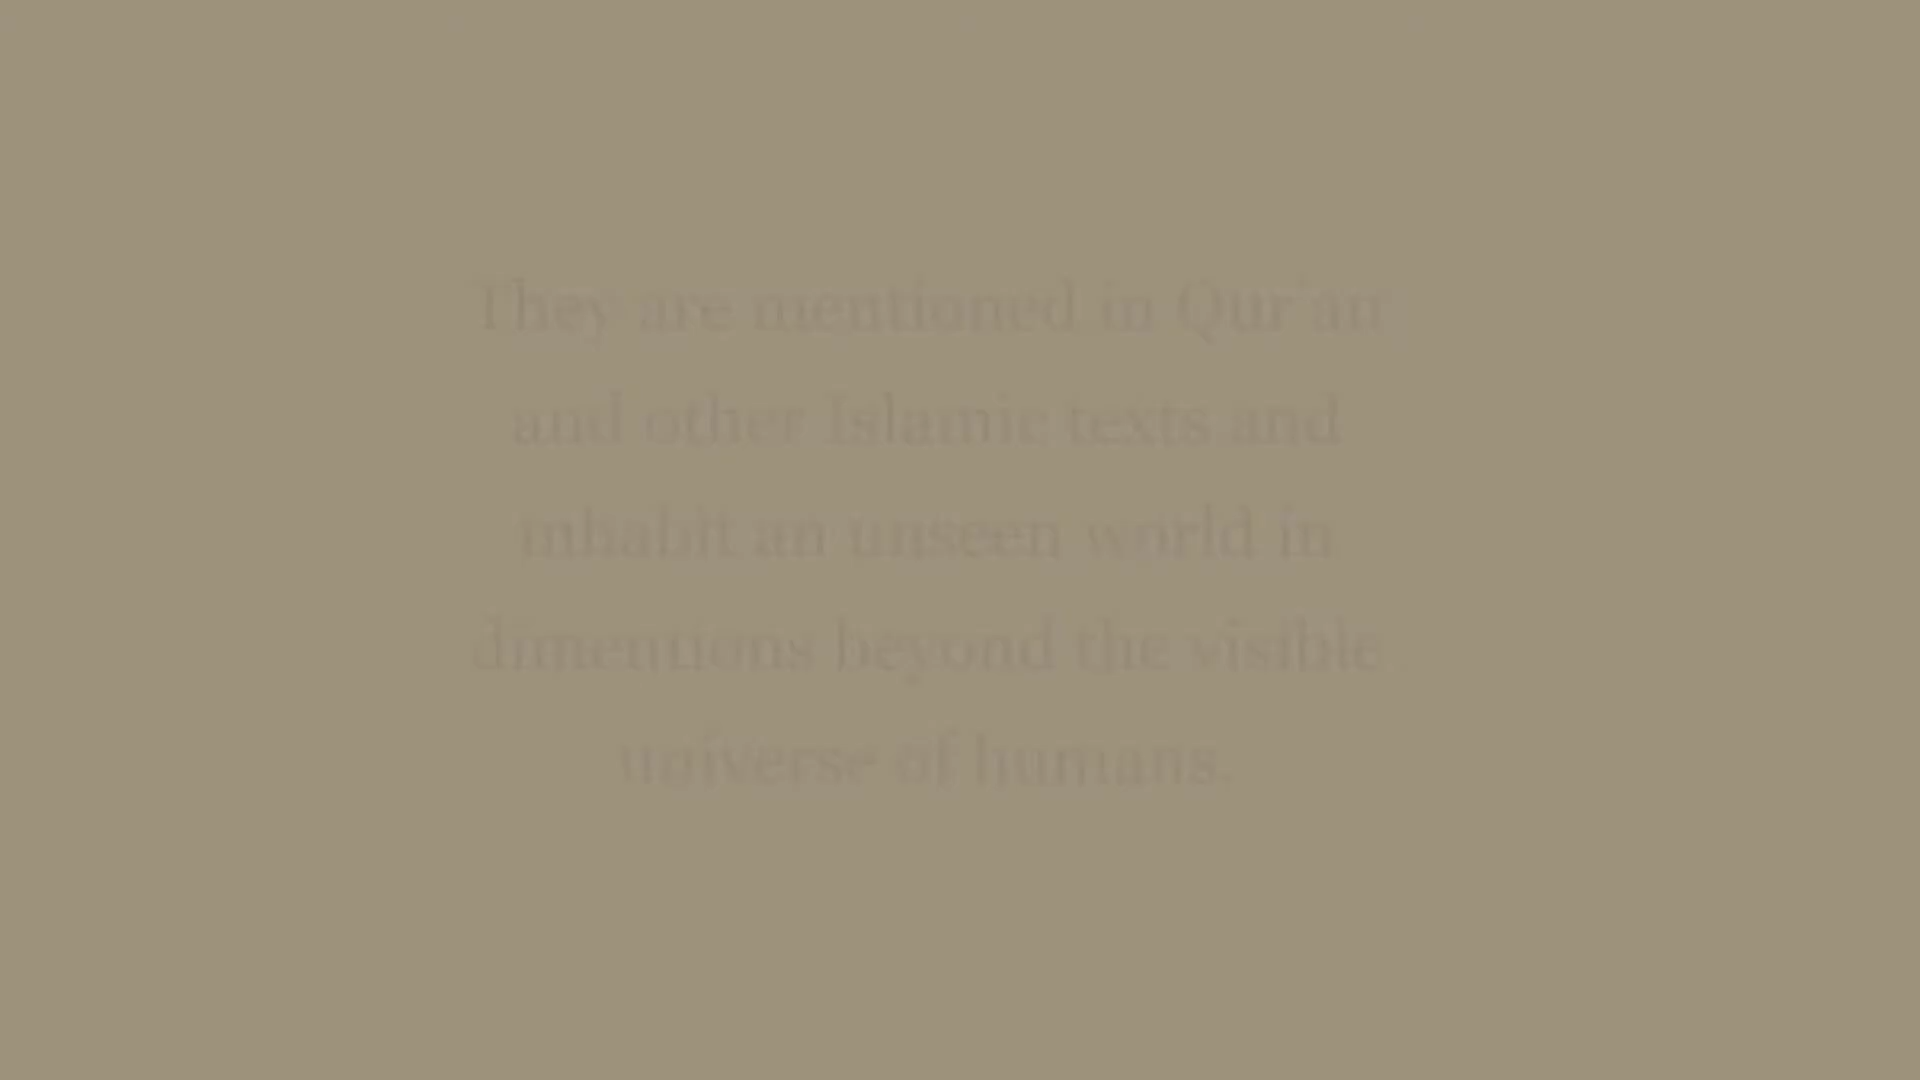 They are mentioned in Qur'an
and other Islamic texts and
inhabit an unseen world in
dimentions beyond the visible
universe of humans.